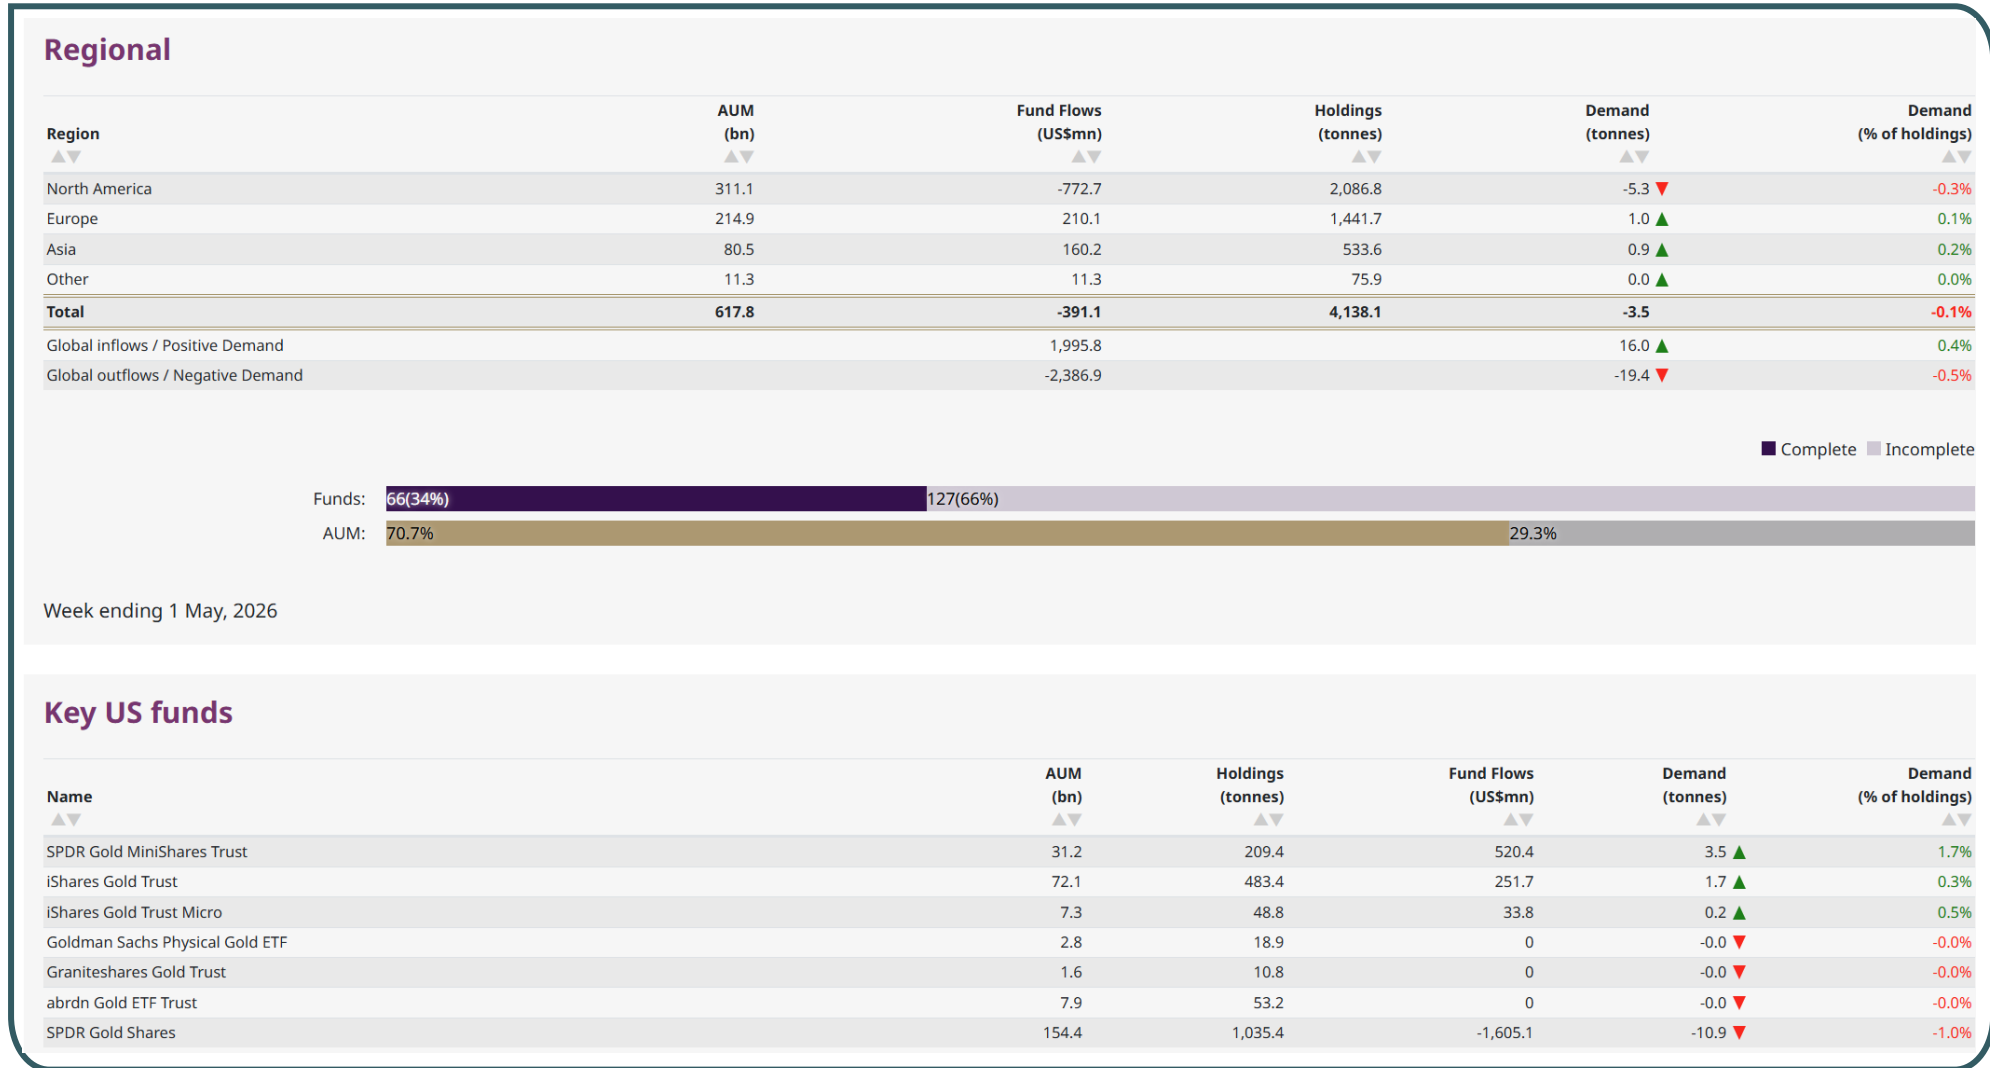 Regional
Region AUM (bn) Fund Flows (US$mn) Holdings (tonnes) Demand (tonnes) Demand (% of holdings)
North America 311.1 -772.7 2,086.8 -5.3 ▼ -0.3%
Europe 214.9 210.1 1,441.7 1.0 ▲ 0.1%
Asia 80.5 160.2 533.6 0.9 ▲ 0.2%
Other 11.3 11.3 75.9 0.0 ▲ 0.0%
Total 617.8 -391.1 4,138.1 -3.5 -0.1%
Global inflows / Positive Demand 1,995.8 16.0 ▲ 0.4%
Global outflows / Negative Demand -2,386.9 -19.4 ▼ -0.5%
Complete Incomplete
Funds: 66(34%) 127(66%)
AUM: 70.7% 29.3%
Week ending 1 May, 2026
Key US funds
Name AUM (bn) Holdings (tonnes) Fund Flows (US$mn) Demand (tonnes) Demand (% of holdings)
SPDR Gold MiniShares Trust 31.2 209.4 520.4 3.5 ▲ 1.7%
iShares Gold Trust 72.1 483.4 251.7 1.7 ▲ 0.3%
iShares Gold Trust Micro 7.3 48.8 33.8 0.2 ▲ 0.5%
Goldman Sachs Physical Gold ETF 2.8 18.9 0 -0.0 ▼ -0.0%
Graniteshares Gold Trust 1.6 10.8 0 -0.0 ▼ -0.0%
abrdn Gold ETF Trust 7.9 53.2 0 -0.0 ▼ -0.0%
SPDR Gold Shares 154.4 1,035.4 -1,605.1 -10.9 ▼ -1.0%